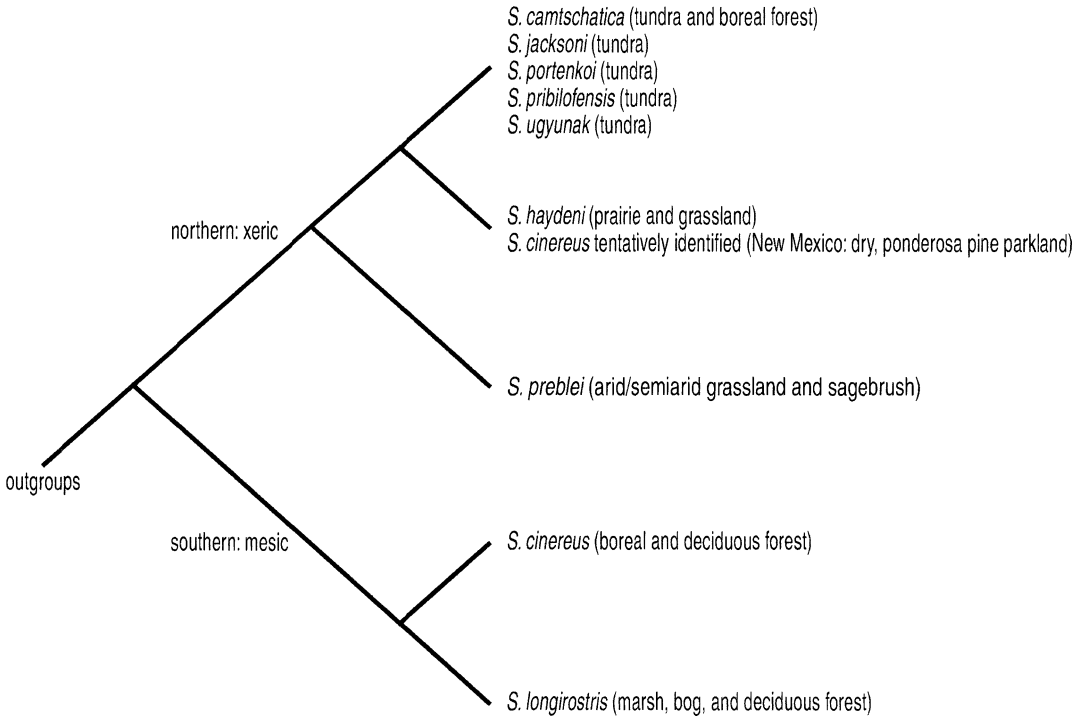 S. camtschatica (tundra and boreal forest)
S. jacksoni (tundra)
S. portenkoi (tundra)
S. pribilofensis (tundra)
S. ugyunak (tundra)
S. haydeni (prairie and grassland)
northern: xeric
S. cinereus tentatively identified (New Mexico: dry, ponderosa pine parkland)
S. preblei (arid/semiarid grassland and sagebrush)
outgroups
southern: mesic
S. cinereus (boreal and deciduous forest)
S. longirostris (marsh, bog, and deciduous forest)